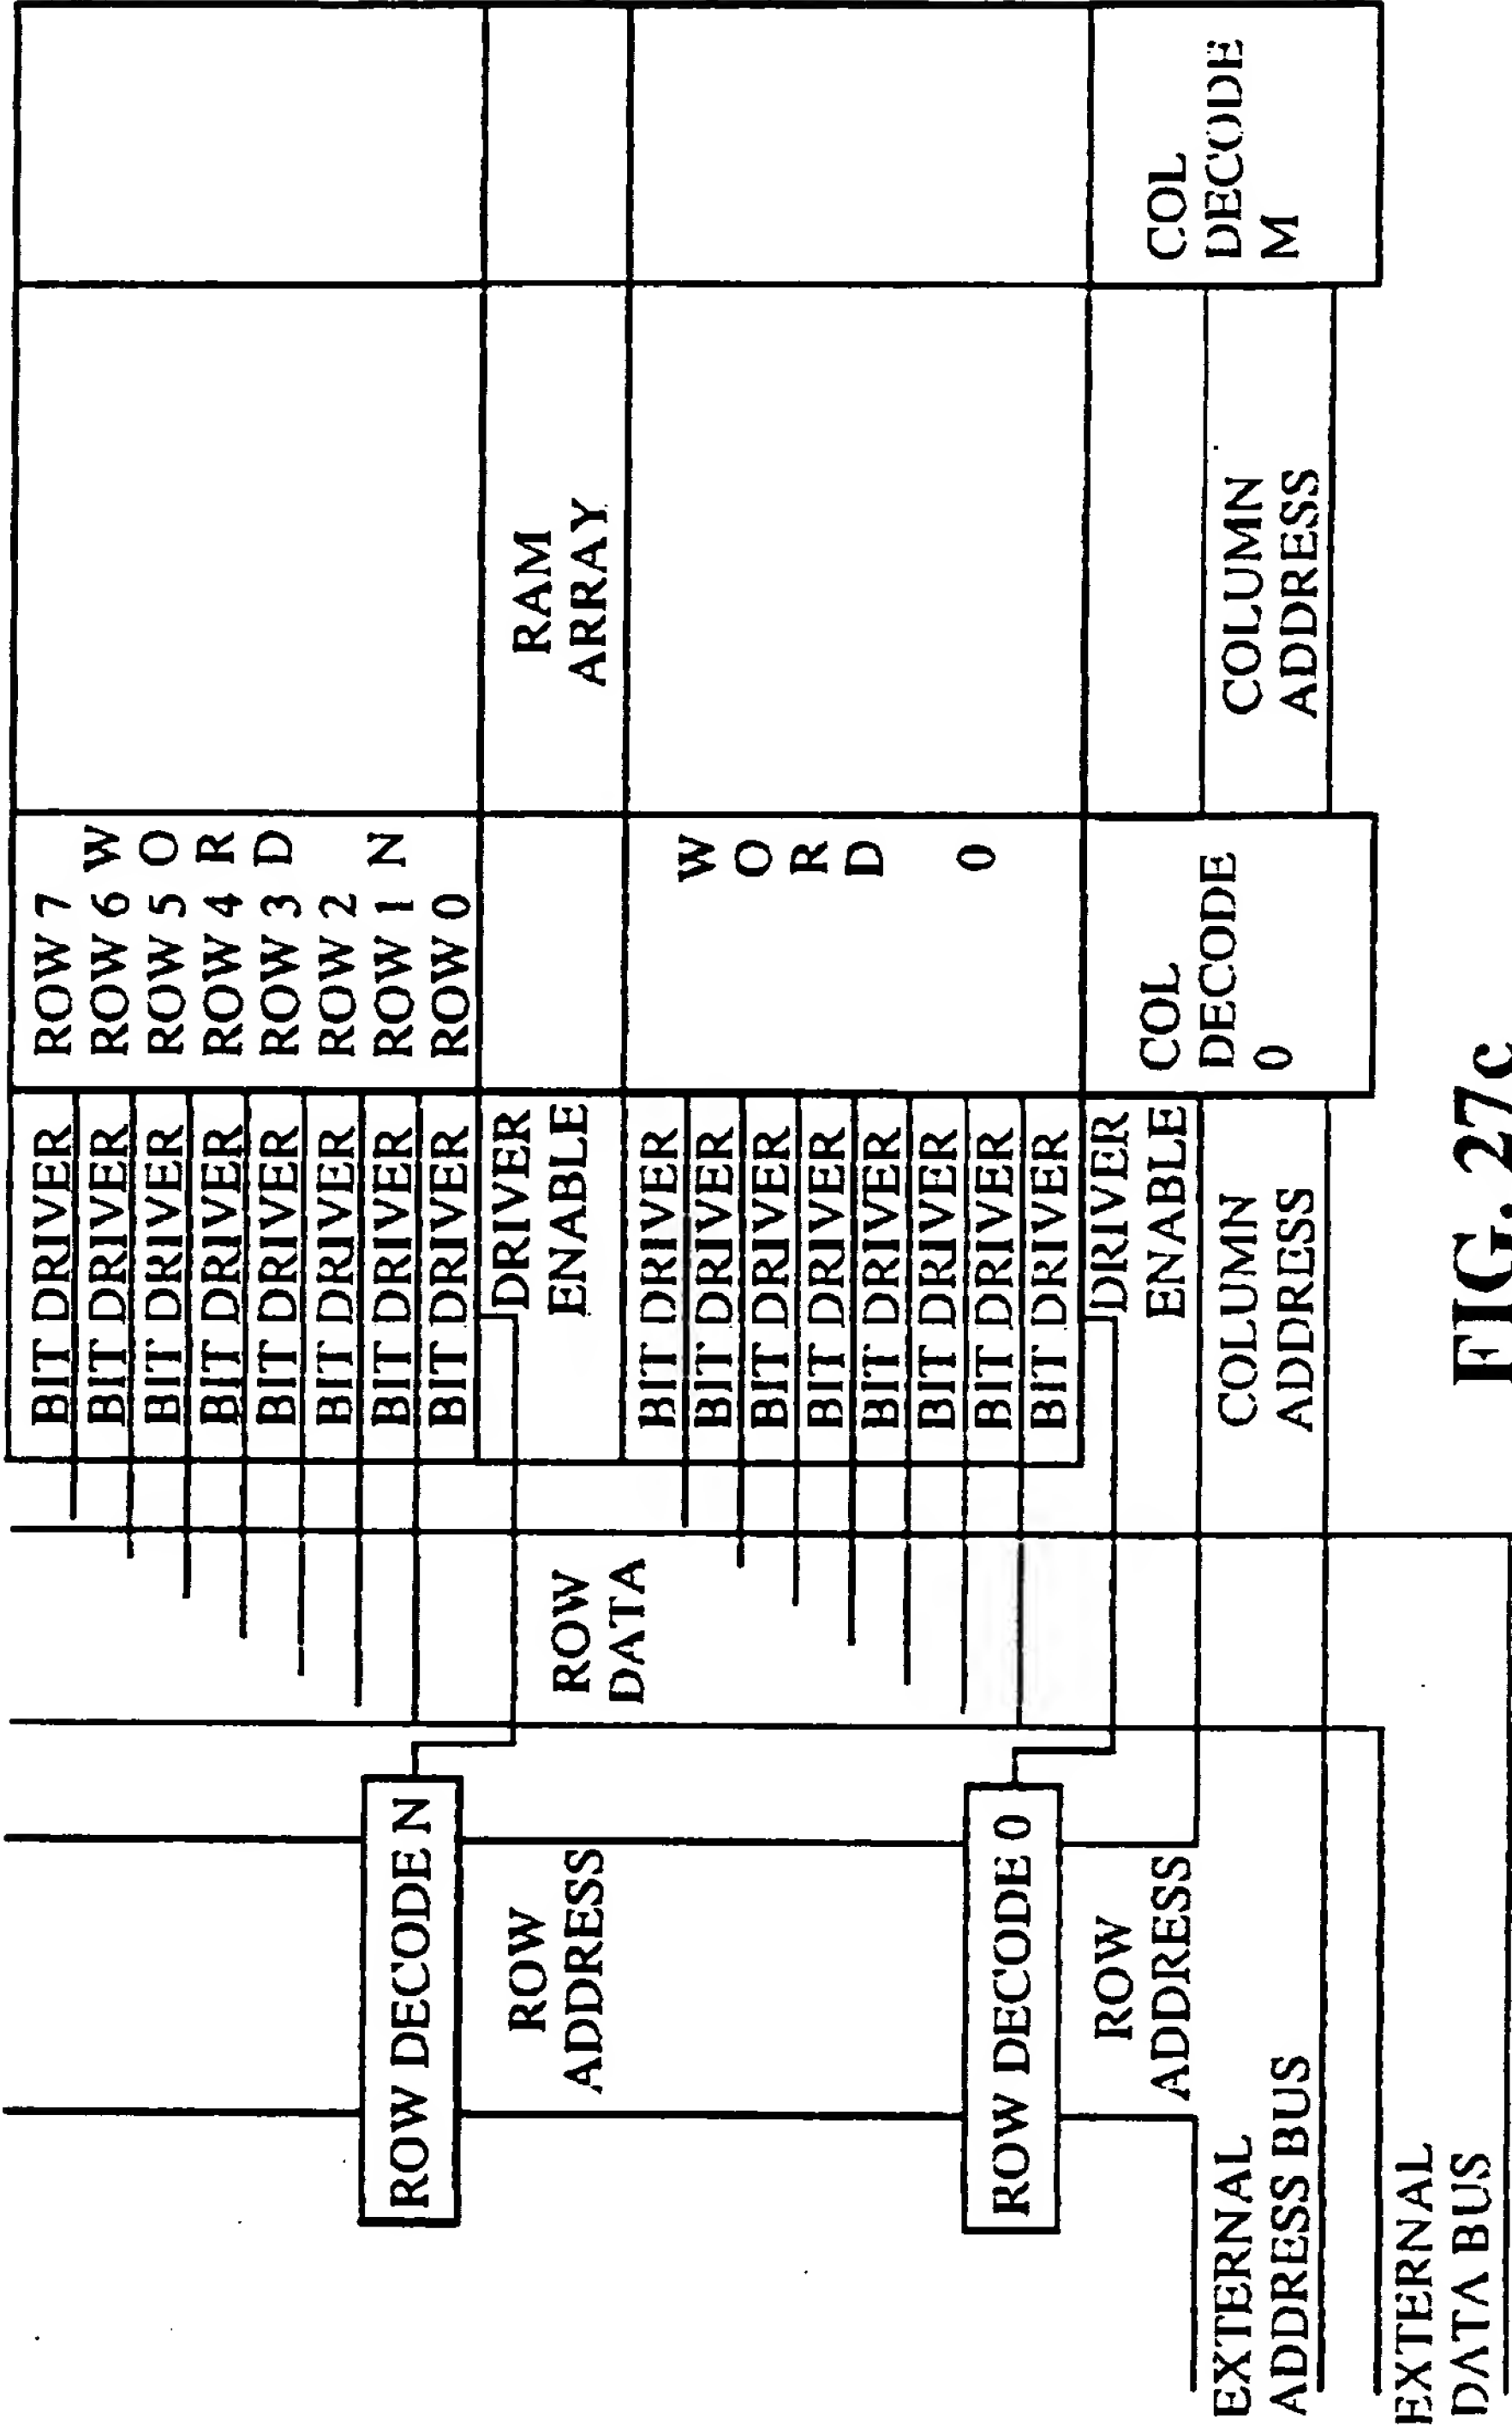 BIT DRIVER
ROW 7
BIT DRIVER
ROW 6
W
BIT DRIVER
ROW 5
O
BIT DRIVER
ROW 4
R
BIT DRIVER
ROW 3
D
BIT DRIVER
ROW 2
ROW DECODE N
BIT DRIVER
ROW 1
N
BIT DRIVER
ROW 0
ROW
ADDRESS
DRIVER
ENABLE
RAM
ARRAY
ROW
DATA
BIT DRIVER
BIT DRIVER
BIT DRIVER
BIT DRIVER
BIT DRIVER
BIT DRIVER
BIT DRIVER
BIT DRIVER
W
O
R
D
0
ROW DECODE 0
ROW
ADDRESS
DRIVER
ENABLE
COL
DECODE
0
COL
DECODE
M
EXTERNAL
ADDRESS BUS
COLUMN
ADDRESS
COLUMN
ADDRESS
EXTERNAL
DATA BUS
FIG. 27c